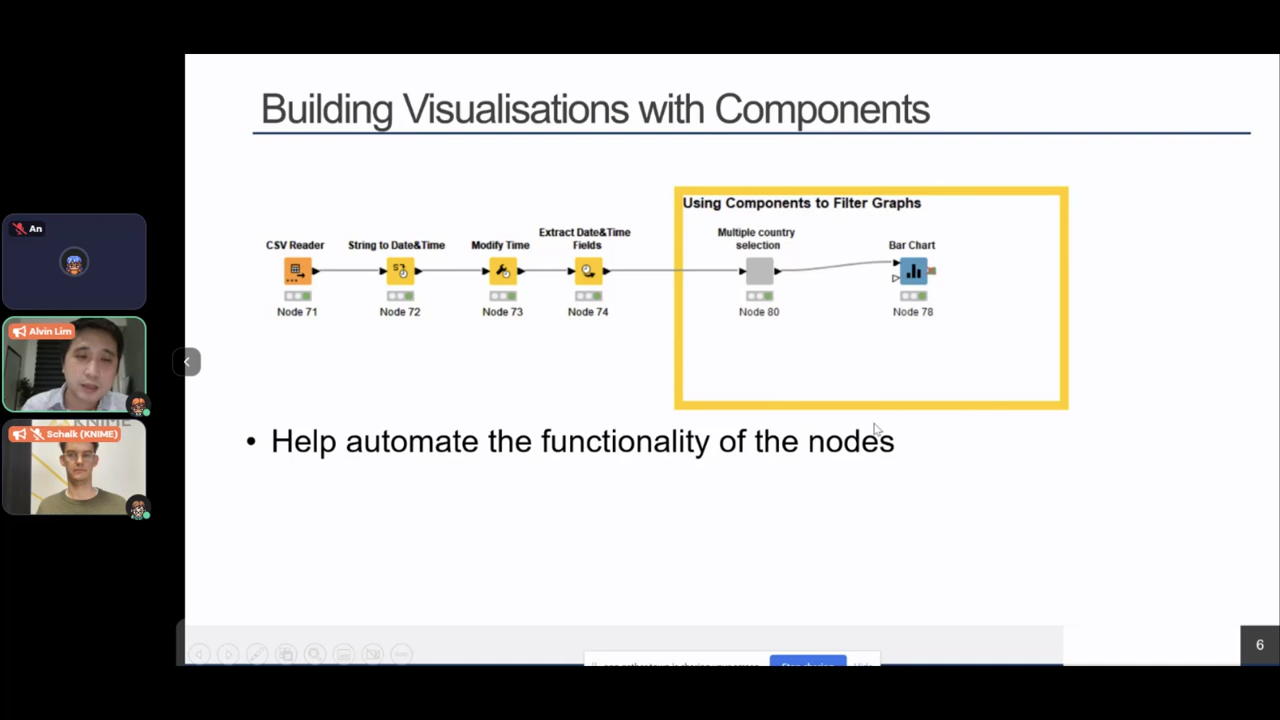 Building Visualisations with Components
An
Using Components to Filter Graphs
Extract Date&Time
Multiple country
CSV Reader
String to Date&Time
Modify Time
Fields
selection
Bar Chart
Node 71
Node 72
Node 73
Node 74
Node 80
Node 78
Alvin Lim
KNIME
Schalk (KNIME)
• Help automate the functionality of the nodes
6